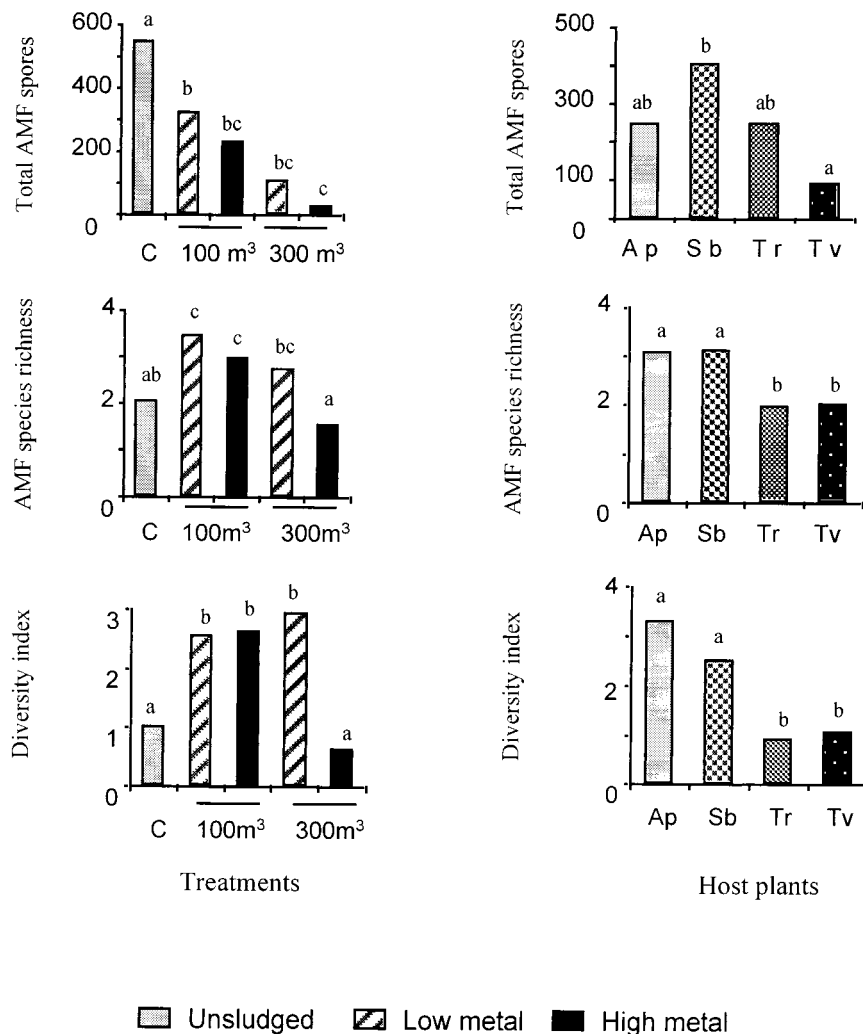 Total AMF spores
600
400
200
0
a
b
bc
bc
c
C 100 m³ 300 m³
Total AMF spores
500
300
100
0
ab
b
ab
a
A p S b T r T v
AMF species richness
4
2
0
ab
c
c
bc
a
C 100m³ 300m³
AMF species richness
4
2
0
a
a
b
b
Ap Sb Tr Tv
Diversity index
3
2
1
0
a
b
b
b
a
C 100m³ 300m³
Treatments
Diversity index
4
2
0
a
a
b
b
Ap Sb Tr Tv
Host plants
Unsludged Low metal High metal